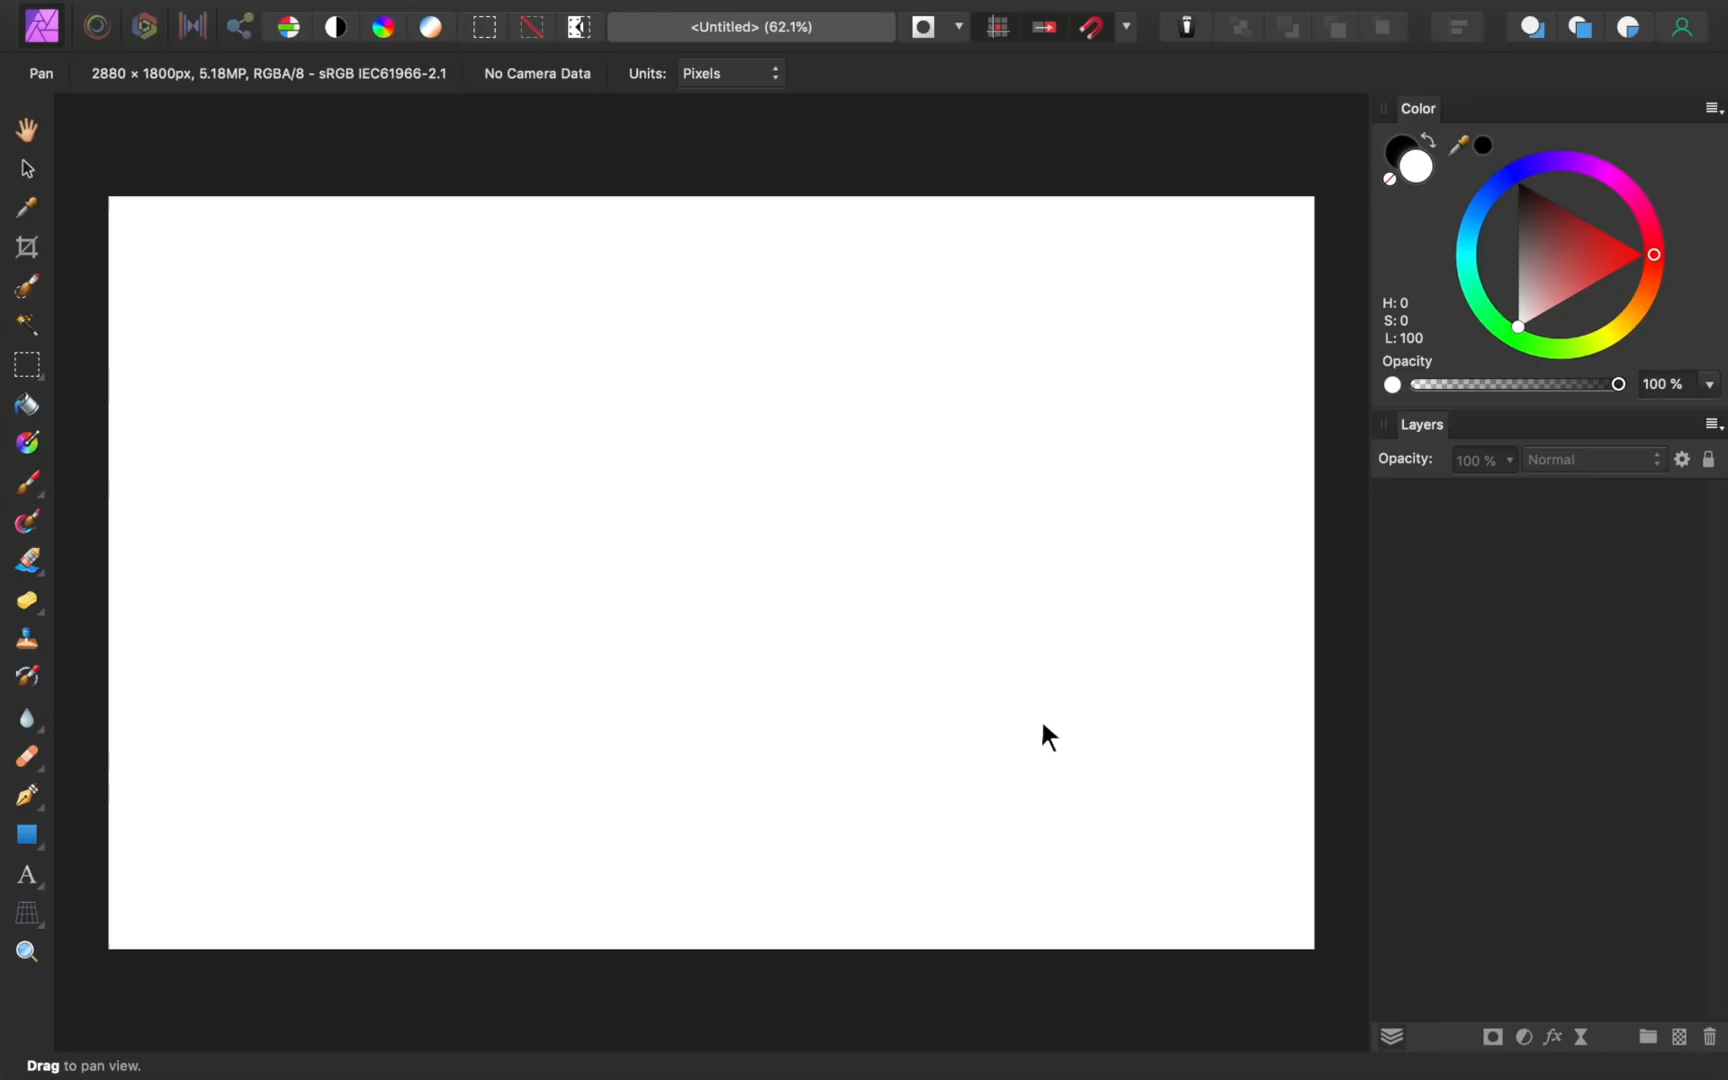 <Untitled> (62.1%)
Pan 2880 × 1800px, 5.18MP, RGBA/8 - sRGB IEC61966-2.1 No Camera Data Units: Pixels
Color
H: 0
S: 0
L: 100
Opacity
100 %
Layers
Opacity: 100 % Normal
A
fx
Drag to pan view.